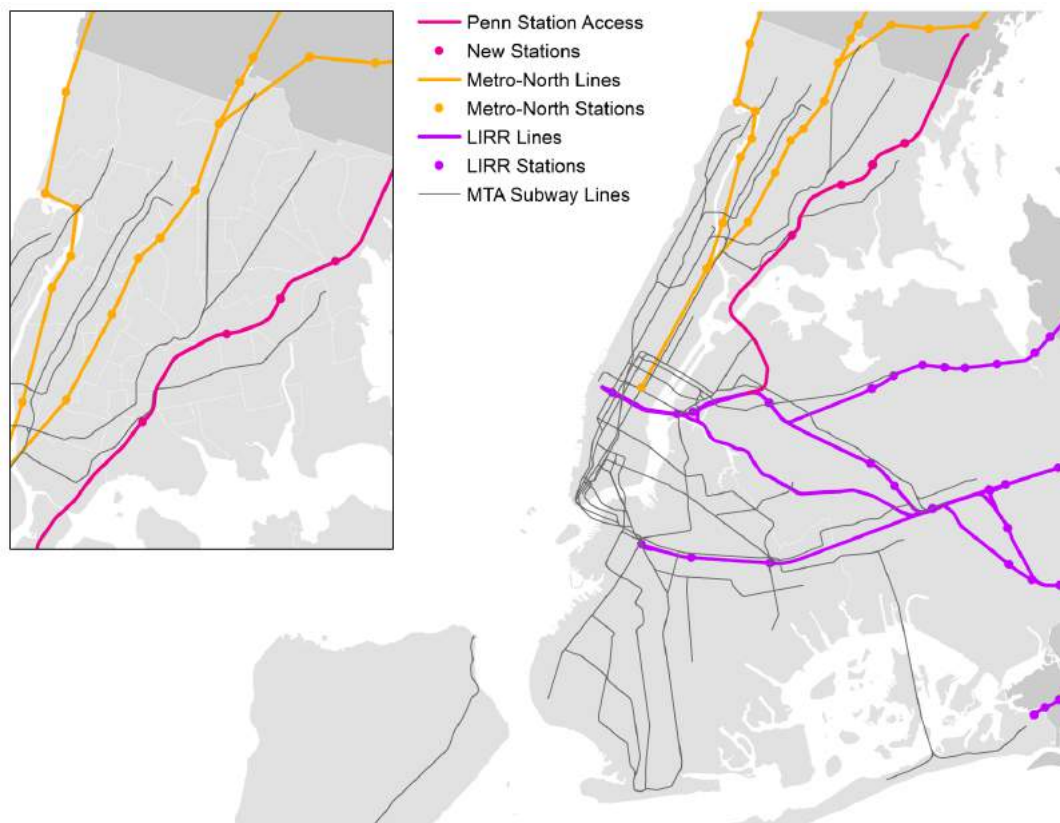 Penn Station Access
New Stations
Metro-North Lines
Metro-North Stations
LIRR Lines
LIRR Stations
MTA Subway Lines